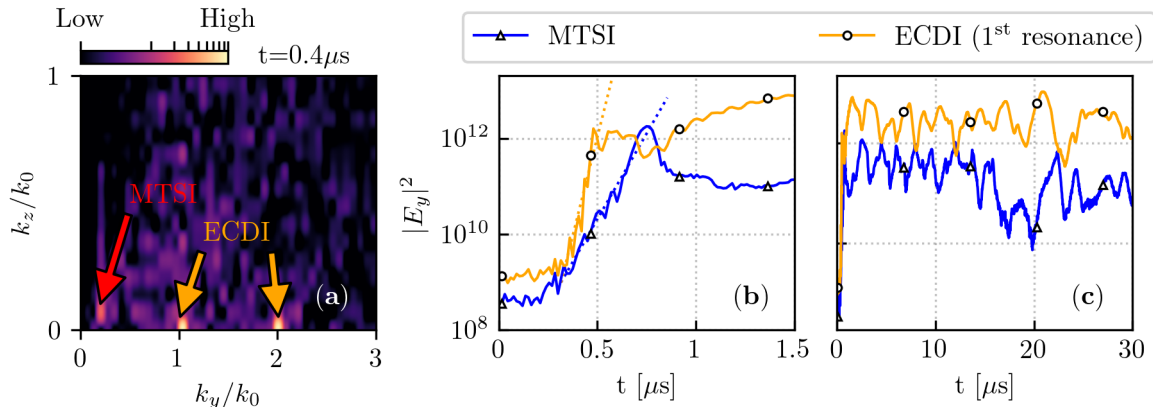 Low High
t=0.4μs
MTSI ECDI (1st resonance)
1
k_z/k_0
0
MTSI
ECDI
(a)
0 1 2 3
k_y/k_0
|E_y|^2
10^12
10^10
10^8
(b)
0 0.5 1 1.5
t [μs]
(c)
0 10 20 30
t [μs]